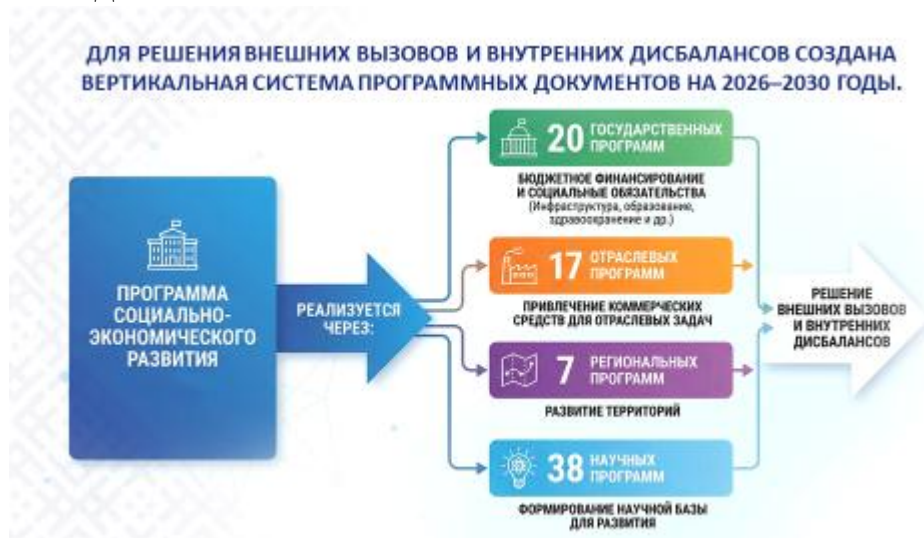 ДЛЯ РЕШЕНИЯ ВНЕШНИХ ВЫЗОВОВ И ВНУТРЕННИХ ДИСБАЛАНСОВ СОЗДАНА
ВЕРТИКАЛЬНАЯ СИСТЕМА ПРОГРАММНЫХ ДОКУМЕНТОВ НА 2026–2030 ГОДЫ.
ПРОГРАММА
СОЦИАЛЬНО-
ЭКОНОМИЧЕСКОГО
РАЗВИТИЯ
РЕАЛИЗУЕТСЯ
ЧЕРЕЗ:
20 ГОСУДАРСТВЕННЫХ
ПРОГРАММ
БЮДЖЕТНОЕ ФИНАНСИРОВАНИЕ
И СОЦИАЛЬНЫЕ ОБЯЗАТЕЛЬСТВА
(Инфраструктура, образование,
здравоохранение и др.)
17 ОТРАСЛЕВЫХ
ПРОГРАММ
ПРИВЛЕЧЕНИЕ КОММЕРЧЕСКИХ
СРЕДСТВ ДЛЯ ОТРАСЛЕВЫХ ЗАДАЧ
7 РЕГИОНАЛЬНЫХ
ПРОГРАММ
РАЗВИТИЕ ТЕРРИТОРИЙ
38 НАУЧНЫХ
ПРОГРАММ
ФОРМИРОВАНИЕ НАУЧНОЙ БАЗЫ
ДЛЯ РАЗВИТИЯ
РЕШЕНИЕ
ВНЕШНИХ ВЫЗОВОВ
И ВНУТРЕННИХ
ДИСБАЛАНСОВ